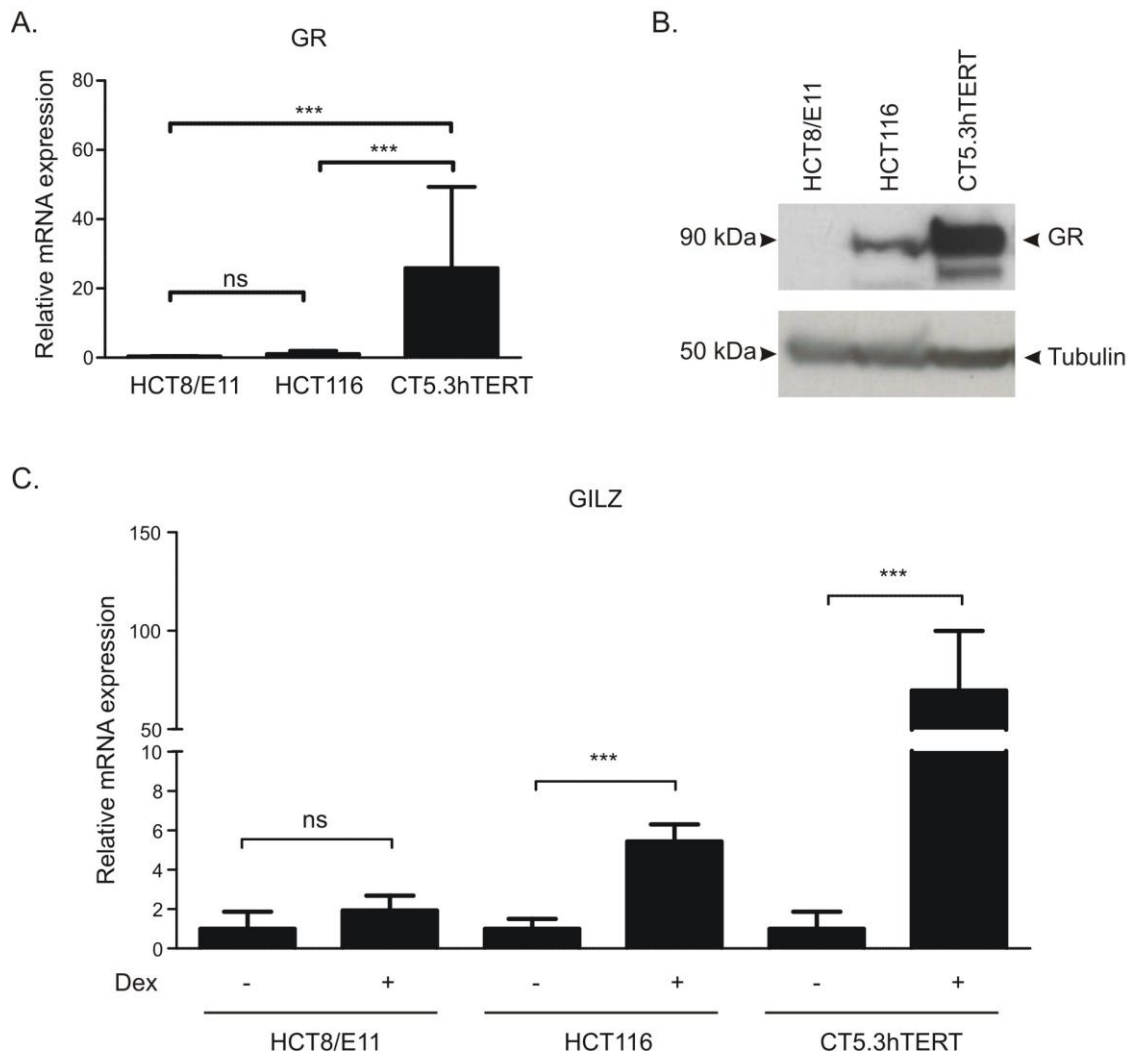 A.
GR
Relative mRNA expression
80
60
40
20
0
***
***
ns
HCT8/E11 HCT116 CT5.3hTERT
B.
HCT8/E11
HCT116
CT5.3hTERT
90 kDa GR
50 kDa Tubulin
C.
GILZ
Relative mRNA expression
150
100
50
10
8
6
4
2
0
ns
***
***
Dex - + - + - +
HCT8/E11 HCT116 CT5.3hTERT